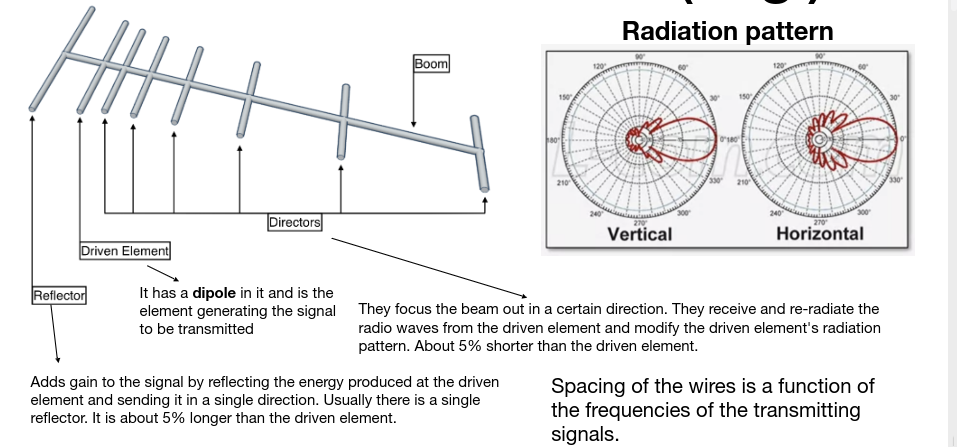 Radiation pattern
Boom
90°
120°
60°
150°
30°
180°
0°
210°
330°
240°
300°
270°
Vertical
90°
120°
60°
150°
30°
180°
0°
210°
330°
240°
300°
270°
Horizontal
Directors
Driven Element
Reflector
It has a dipole in it and is the
element generating the signal
to be transmitted
They focus the beam out in a certain direction. They receive and re-radiate the
radio waves from the driven element and modify the driven element's radiation
pattern. About 5% shorter than the driven element.
Adds gain to the signal by reflecting the energy produced at the driven
element and sending it in a single direction. Usually there is a single
reflector. It is about 5% longer than the driven element.
Spacing of the wires is a function of
the frequencies of the transmitting
signals.